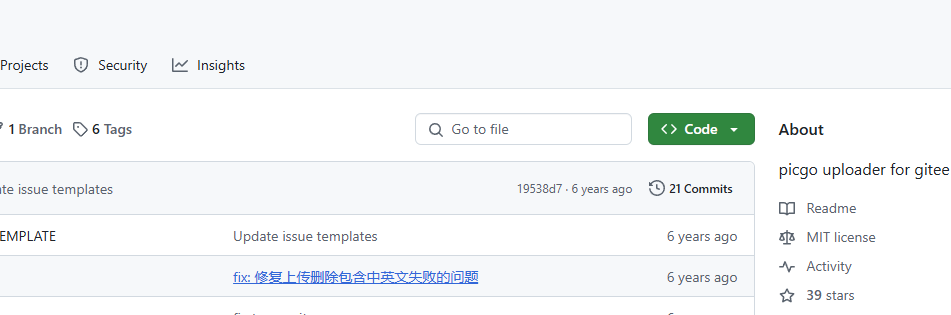 Projects Security Insights
1 Branch 6 Tags Go to file Code About
picgo uploader for gitee
issue templates 19538d7 · 6 years ago 21 Commits
Readme
Update issue templates 6 years ago MIT license
Activity
fix: 修复上传删除包含中英文失败的问题 6 years ago
39 stars